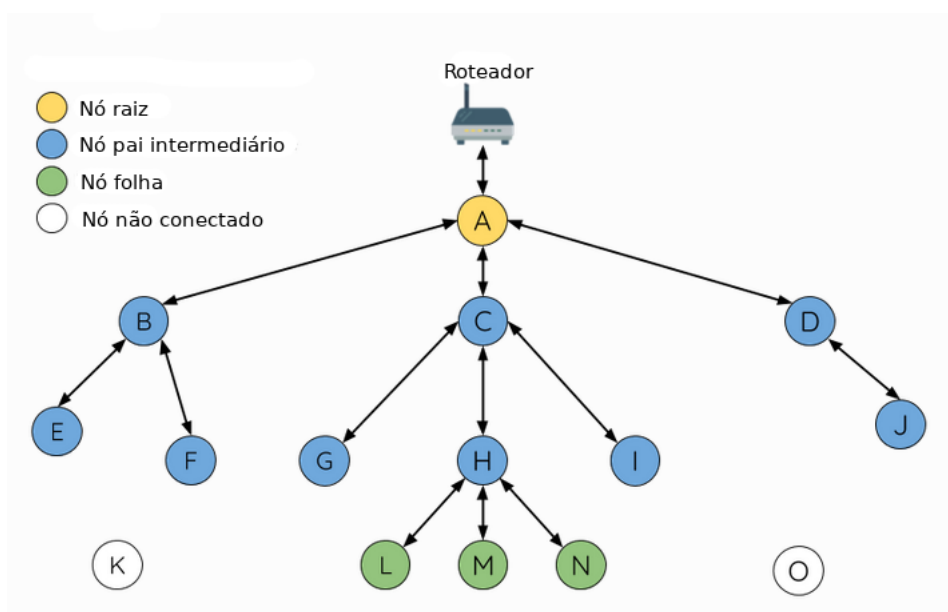 Roteador
Nó raiz
Nó pai intermediário
Nó folha
Nó não conectado
A
B
C
D
E
F
G
H
I
J
K
L
M
N
O